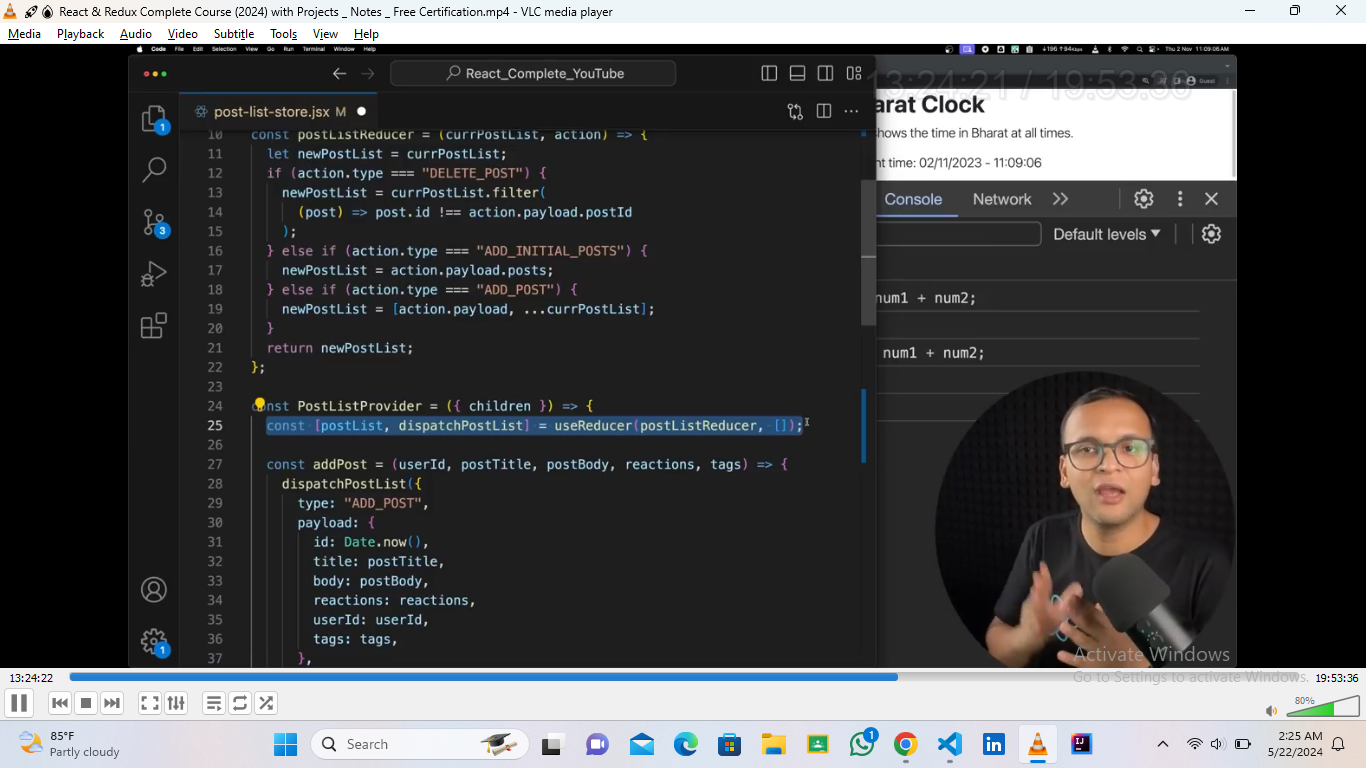 React & Redux Complete Course (2024) with Projects _ Notes _ Free Certification.mp4 - VLC media player
Media Playback Audio Video Subtitle Tools View Help
Code File Edit Selection View Go Run Terminal Window Help
Thu 2 Nov 11:09:06 AM
React_Complete_YouTube
13:24:21 / 19:53:36
Guest
post-list-store.jsx M
arat Clock
shows the time in Bharat at all times.
nt time: 02/11/2023 - 11:09:06
Console Network
Default levels
num1 + num2;
num1 + num2;
10 const postListReducer = (currPostList, action) => {
11 let newPostList = currPostList;
12 if (action.type === "DELETE_POST") {
13 newPostList = currPostList.filter(
14 (post) => post.id !== action.payload.postId
15 );
16 } else if (action.type === "ADD_INITIAL_POSTS") {
17 newPostList = action.payload.posts;
18 } else if (action.type === "ADD_POST") {
19 newPostList = [action.payload, ...currPostList];
20 }
21 return newPostList;
22 };
23
24 const PostListProvider = ({ children }) => {
25 const [postList, dispatchPostList] = useReducer(postListReducer, []);
26
27 const addPost = (userId, postTitle, postBody, reactions, tags) => {
28 dispatchPostList({
29 type: "ADD_POST",
30 payload: {
31 id: Date.now(),
32 title: postTitle,
33 body: postBody,
34 reactions: reactions,
35 userId: userId,
36 tags: tags,
37 },
1
3
1
Activate Windows
Go to Settings to activate Windows.
13:24:22
19:53:36
80%
85°F
Partly cloudy
Search
1
2:25 AM
5/22/2024